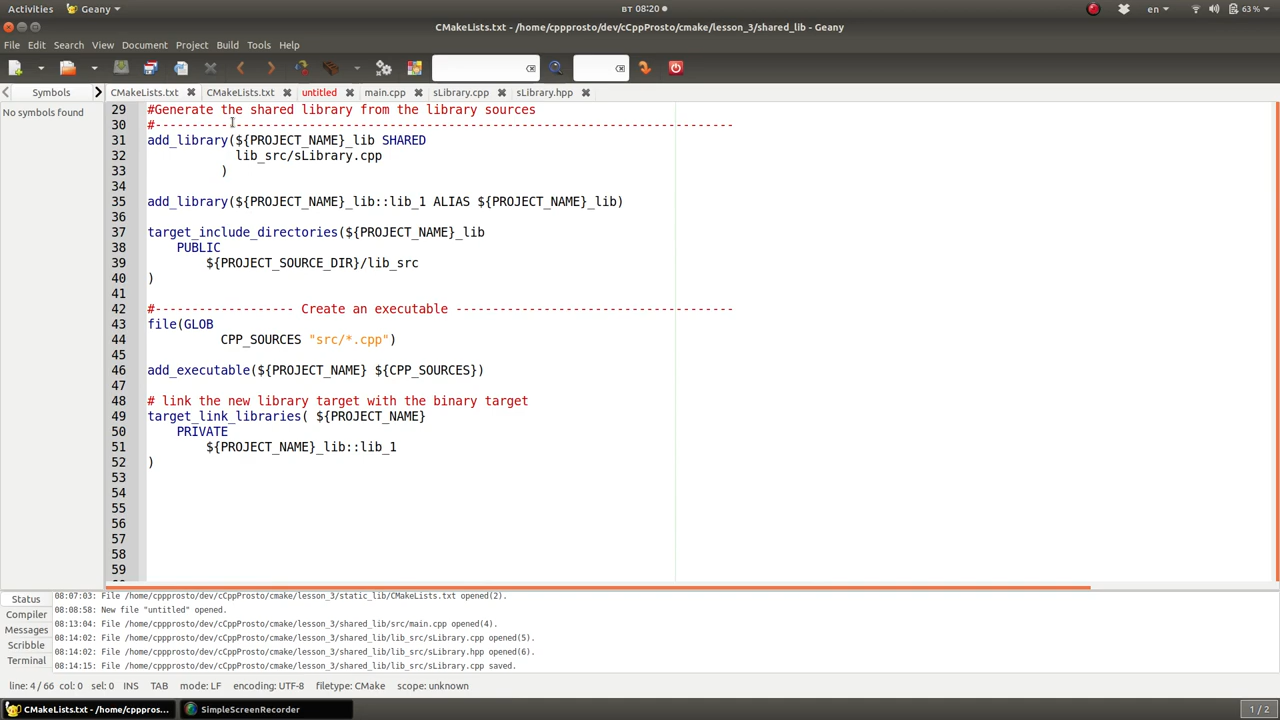 Activities Geany вт 08:20 en 63 %
CMakeLists.txt - /home/cppprosto/dev/cCppProsto/cmake/lesson_3/shared_lib - Geany
File Edit Search View Document Project Build Tools Help
Symbols CMakeLists.txt CMakeLists.txt untitled main.cpp sLibrary.cpp sLibrary.hpp
No symbols found
29 #Generate the shared library from the library sources
30 #-------------------------------------------------------------------------------
31 add_library(${PROJECT_NAME}_lib SHARED
32 lib_src/sLibrary.cpp
33 )
34
35 add_library(${PROJECT_NAME}_lib::lib_1 ALIAS ${PROJECT_NAME}_lib)
36
37 target_include_directories(${PROJECT_NAME}_lib
38 PUBLIC
39 ${PROJECT_SOURCE_DIR}/lib_src
40 )
41
42 #------------------- Create an executable --------------------------------------
43 file(GLOB
44 CPP_SOURCES "src/*.cpp")
45
46 add_executable(${PROJECT_NAME} ${CPP_SOURCES})
47
48 # link the new library target with the binary target
49 target_link_libraries( ${PROJECT_NAME}
50 PRIVATE
51 ${PROJECT_NAME}_lib::lib_1
52 )
53
54
55
56
57
58
59
Status
Compiler
Messages
Scribble
Terminal
08:07:03: File /home/cppprosto/dev/cCppProsto/cmake/lesson_3/static_lib/CMakeLists.txt opened(2).
08:08:58: New file "untitled" opened.
08:13:04: File /home/cppprosto/dev/cCppProsto/cmake/lesson_3/shared_lib/src/main.cpp opened(4).
08:14:02: File /home/cppprosto/dev/cCppProsto/cmake/lesson_3/shared_lib/lib_src/sLibrary.cpp opened(5).
08:14:02: File /home/cppprosto/dev/cCppProsto/cmake/lesson_3/shared_lib/lib_src/sLibrary.hpp opened(6).
08:14:15: File /home/cppprosto/dev/cCppProsto/cmake/lesson_3/shared_lib/lib_src/sLibrary.cpp saved.
line: 4 / 66 col: 0 sel: 0 INS TAB mode: LF encoding: UTF-8 filetype: CMake scope: unknown
CMakeLists.txt - /home/cpppros... SimpleScreenRecorder 1 / 2